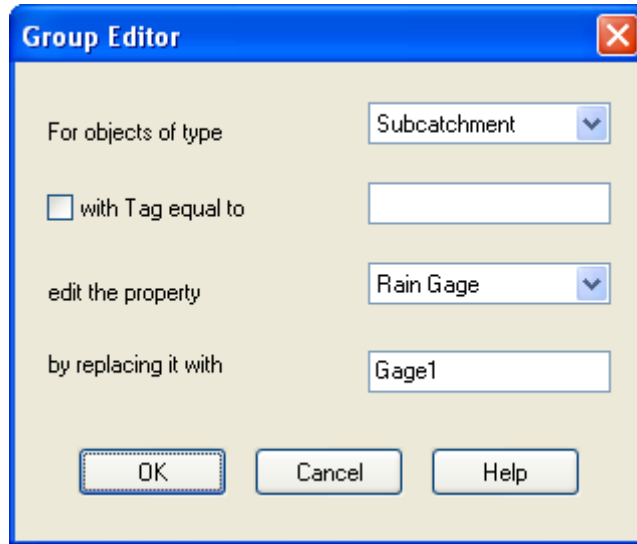 Group Editor
For objects of type
Subcatchment
with Tag equal to
edit the property
Rain Gage
by replacing it with
Gage1
OK
Cancel
Help